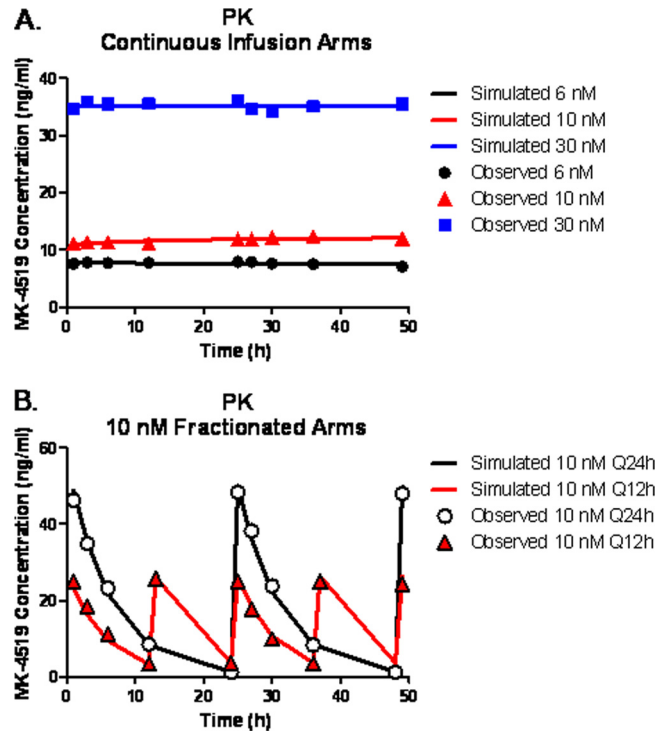 A.
PK
Continuous Infusion Arms
MK-4519 Concentration (ng/ml)
40
30
20
10
0
0 10 20 30 40 50
Time (h)
Simulated 6 nM
Simulated 10 nM
Simulated 30 nM
Observed 6 nM
Observed 10 nM
Observed 30 nM
B.
PK
10 nM Fractionated Arms
MK-4519 Concentration (ng/ml)
60
40
20
0
0 10 20 30 40 50
Time (h)
Simulated 10 nM Q24h
Simulated 10 nM Q12h
Observed 10 nM Q24h
Observed 10 nM Q12h